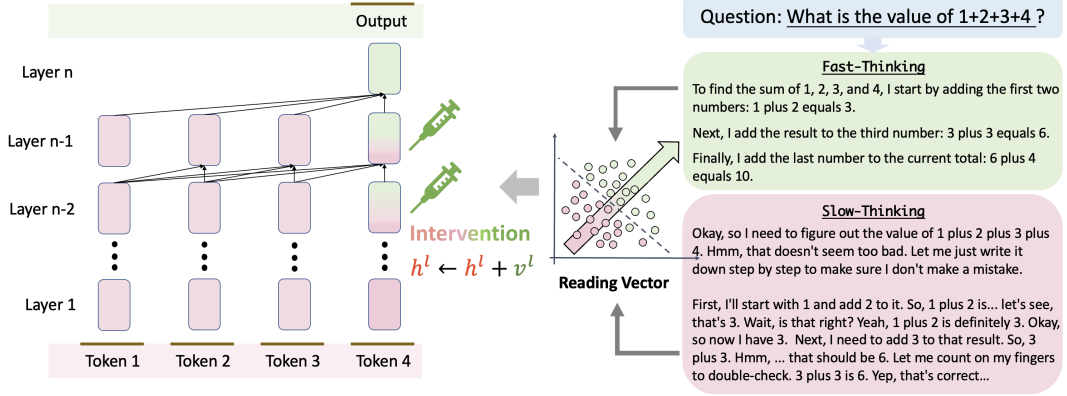 Output
Layer n
Layer n-1
Layer n-2
Layer 1
Token 1
Token 2
Token 3
Token 4
Intervention
h^l ← h^l + v^l
Reading Vector
Question: What is the value of 1+2+3+4 ?
Fast-Thinking
To find the sum of 1, 2, 3, and 4, I start by adding the first two
numbers: 1 plus 2 equals 3.
Next, I add the result to the third number: 3 plus 3 equals 6.
Finally, I add the last number to the current total: 6 plus 4
equals 10.
Slow-Thinking
Okay, so I need to figure out the value of 1 plus 2 plus 3 plus
4. Hmm, that doesn't seem too bad. Let me just write it
down step by step to make sure I don't make a mistake.
First, I'll start with 1 and add 2 to it. So, 1 plus 2 is... let's see,
that's 3. Wait, is that right? Yeah, 1 plus 2 is definitely 3. Okay,
so now I have 3.  Next, I need to add 3 to that result. So, 3
plus 3. Hmm, ... that should be 6. Let me count on my fingers
to double-check. 3 plus 3 is 6. Yep, that's correct...